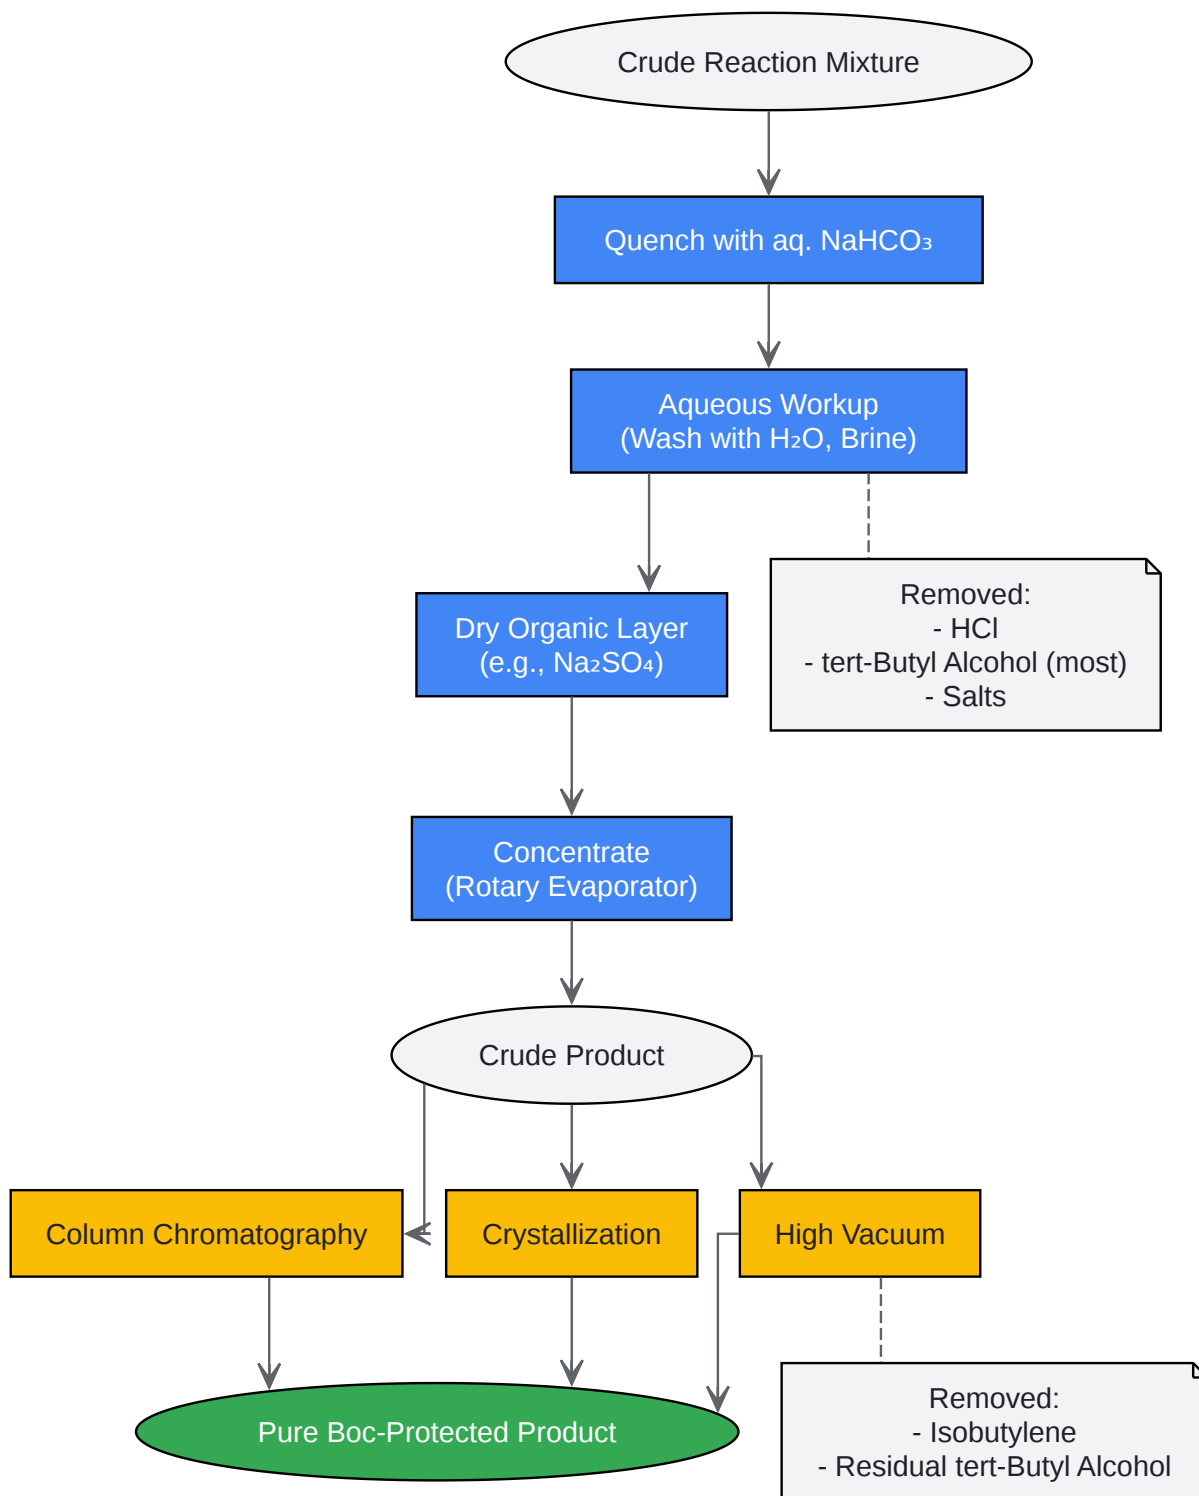 Crude Reaction Mixture
Quench with aq. NaHCO₃
Aqueous Workup
(Wash with H₂O, Brine)
Dry Organic Layer
(e.g., Na₂SO₄)
Removed:
- HCl
- tert-Butyl Alcohol (most)
- Salts
Concentrate
(Rotary Evaporator)
Crude Product
Column Chromatography
Crystallization
High Vacuum
Pure Boc-Protected Product
Removed:
- Isobutylene
- Residual tert-Butyl Alcohol